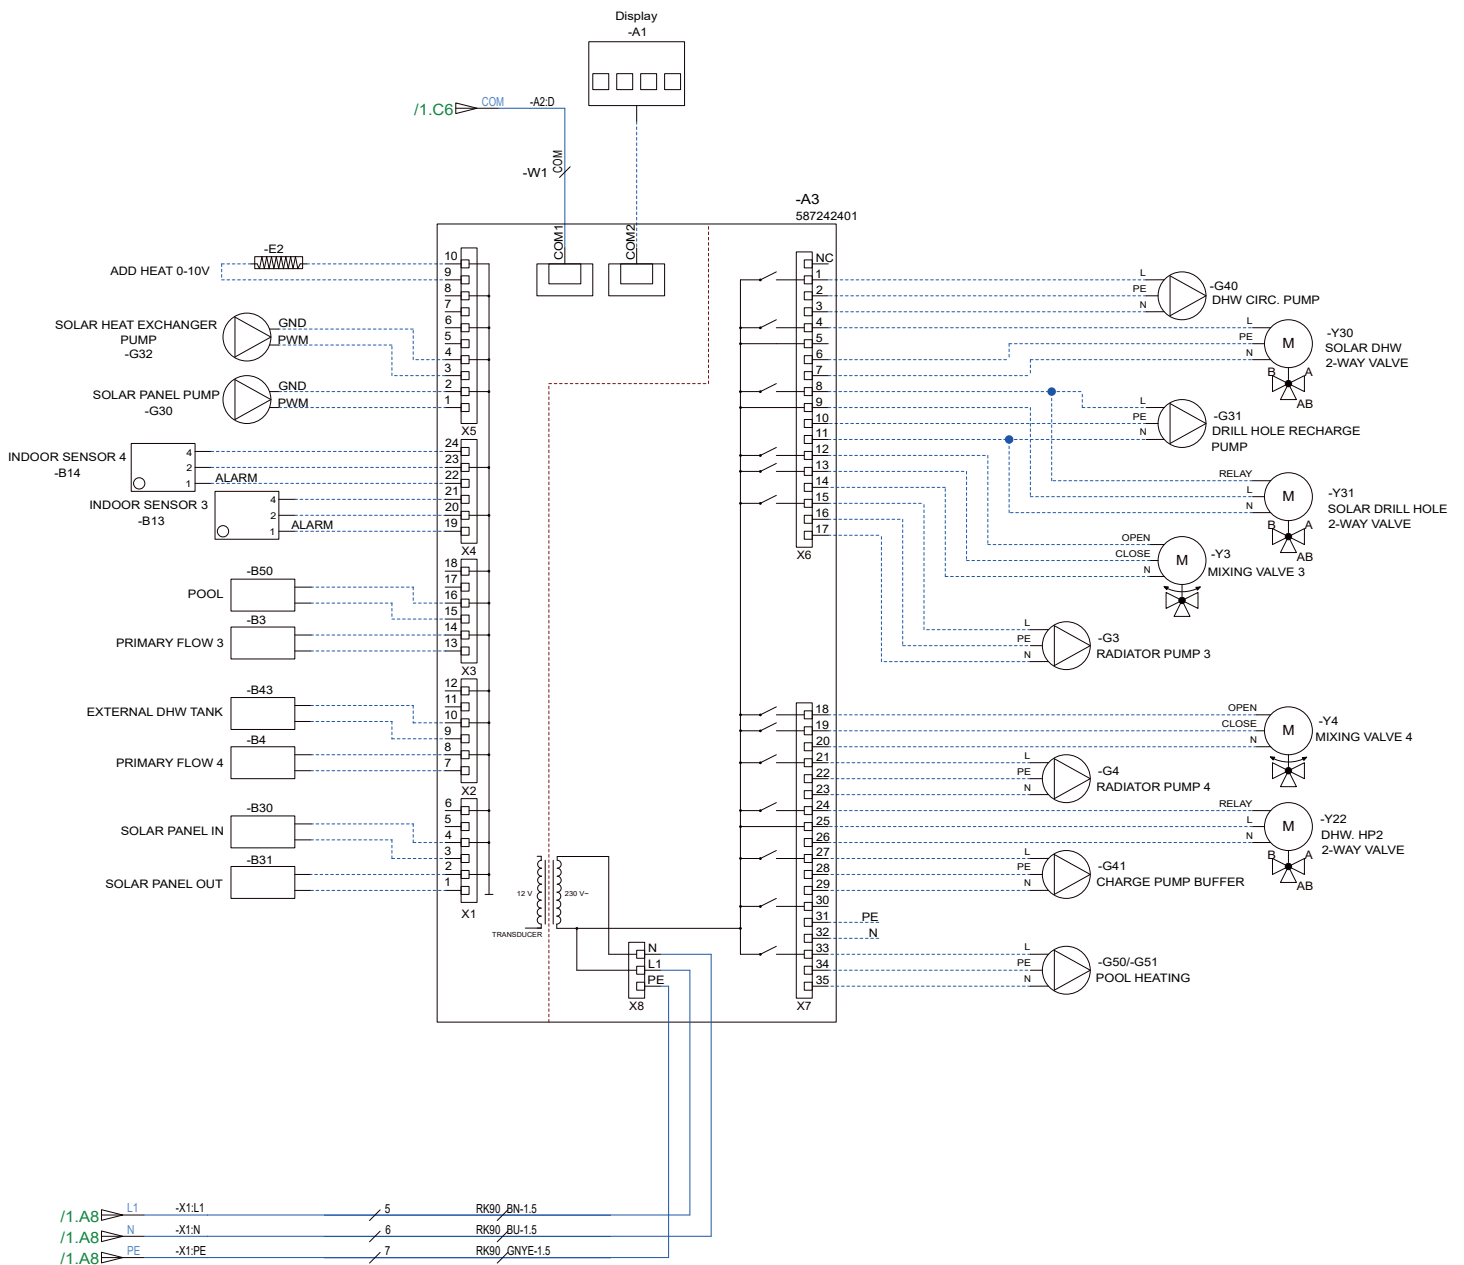 Display
-A1
/1.C6
COM
-A2:D
-W1
COM
-A3
587242401
COM1
COM2
ADD HEAT 0-10V
-E2
SOLAR HEAT EXCHANGER
PUMP
-G32
GND
PWM
SOLAR PANEL PUMP
-G30
GND
PWM
10
9
8
7
6
5
4
3
2
1
X5
INDOOR SENSOR 4
-B14
4
2
1
ALARM
INDOOR SENSOR 3
-B13
4
2
1
ALARM
24
23
22
21
20
19
X4
-B50
POOL
-B3
PRIMARY FLOW 3
18
17
16
15
14
13
X3
-B43
EXTERNAL DHW TANK
-B4
PRIMARY FLOW 4
12
11
10
9
8
7
X2
-B30
SOLAR PANEL IN
-B31
SOLAR PANEL OUT
6
5
4
3
2
1
X1
12 V
230 V~
TRANSDUCER
N
L1
PE
X8
NC
1
2
3
4
5
6
7
8
9
10
11
12
13
14
15
16
17
X6
L
PE
N
-G40
DHW CIRC. PUMP
L
PE
N
M
B
A
AB
-Y30
SOLAR DHW
2-WAY VALVE
L
PE
N
-G31
DRILL HOLE RECHARGE
PUMP
RELAY
L
N
M
B
A
AB
-Y31
SOLAR DRILL HOLE
2-WAY VALVE
OPEN
CLOSE
N
M
-Y3
MIXING VALVE 3
L
PE
N
-G3
RADIATOR PUMP 3
18
19
20
21
22
23
24
25
26
27
28
29
30
31
32
33
34
35
X7
OPEN
CLOSE
N
M
-Y4
MIXING VALVE 4
L
PE
N
-G4
RADIATOR PUMP 4
RELAY
L
N
M
B
A
AB
-Y22
DHW. HP2
2-WAY VALVE
L
PE
N
-G41
CHARGE PUMP BUFFER
PE
N
L
PE
N
-G50/-G51
POOL HEATING
/1.A8 L1 -X1:L1 5 RK90 BN-1.5
/1.A8 N -X1:N 6 RK90 BU-1.5
/1.A8 PE -X1:PE 7 RK90 GNYE-1.5